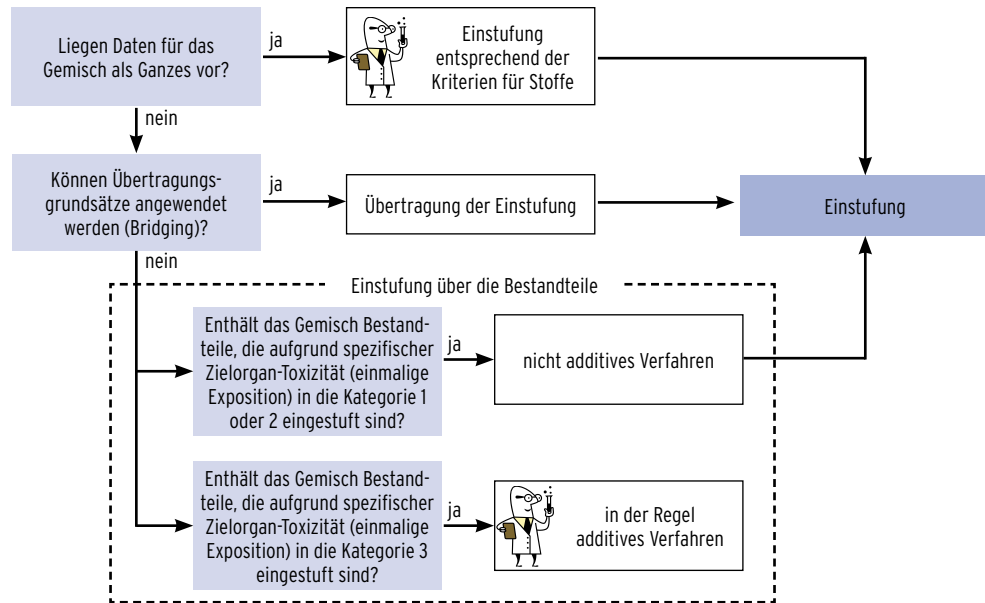 Liegen Daten für das
Gemisch als Ganzes vor?
ja
Einstufung
entsprechend der
Kriterien für Stoffe
nein
Können Übertragungs-
grundsätze angewendet
werden (Bridging)?
ja
Übertragung der Einstufung
Einstufung
nein
Einstufung über die Bestandteile
Enthält das Gemisch Bestand-
teile, die aufgrund spezifischer
Zielorgan-Toxizität (einmalige
Exposition) in die Kategorie 1
oder 2 eingestuft sind?
ja
nicht additives Verfahren
Enthält das Gemisch Bestand-
teile, die aufgrund spezifischer
Zielorgan-Toxizität (einmalige
Exposition) in die Kategorie 3
eingestuft sind?
ja
in der Regel
additives Verfahren